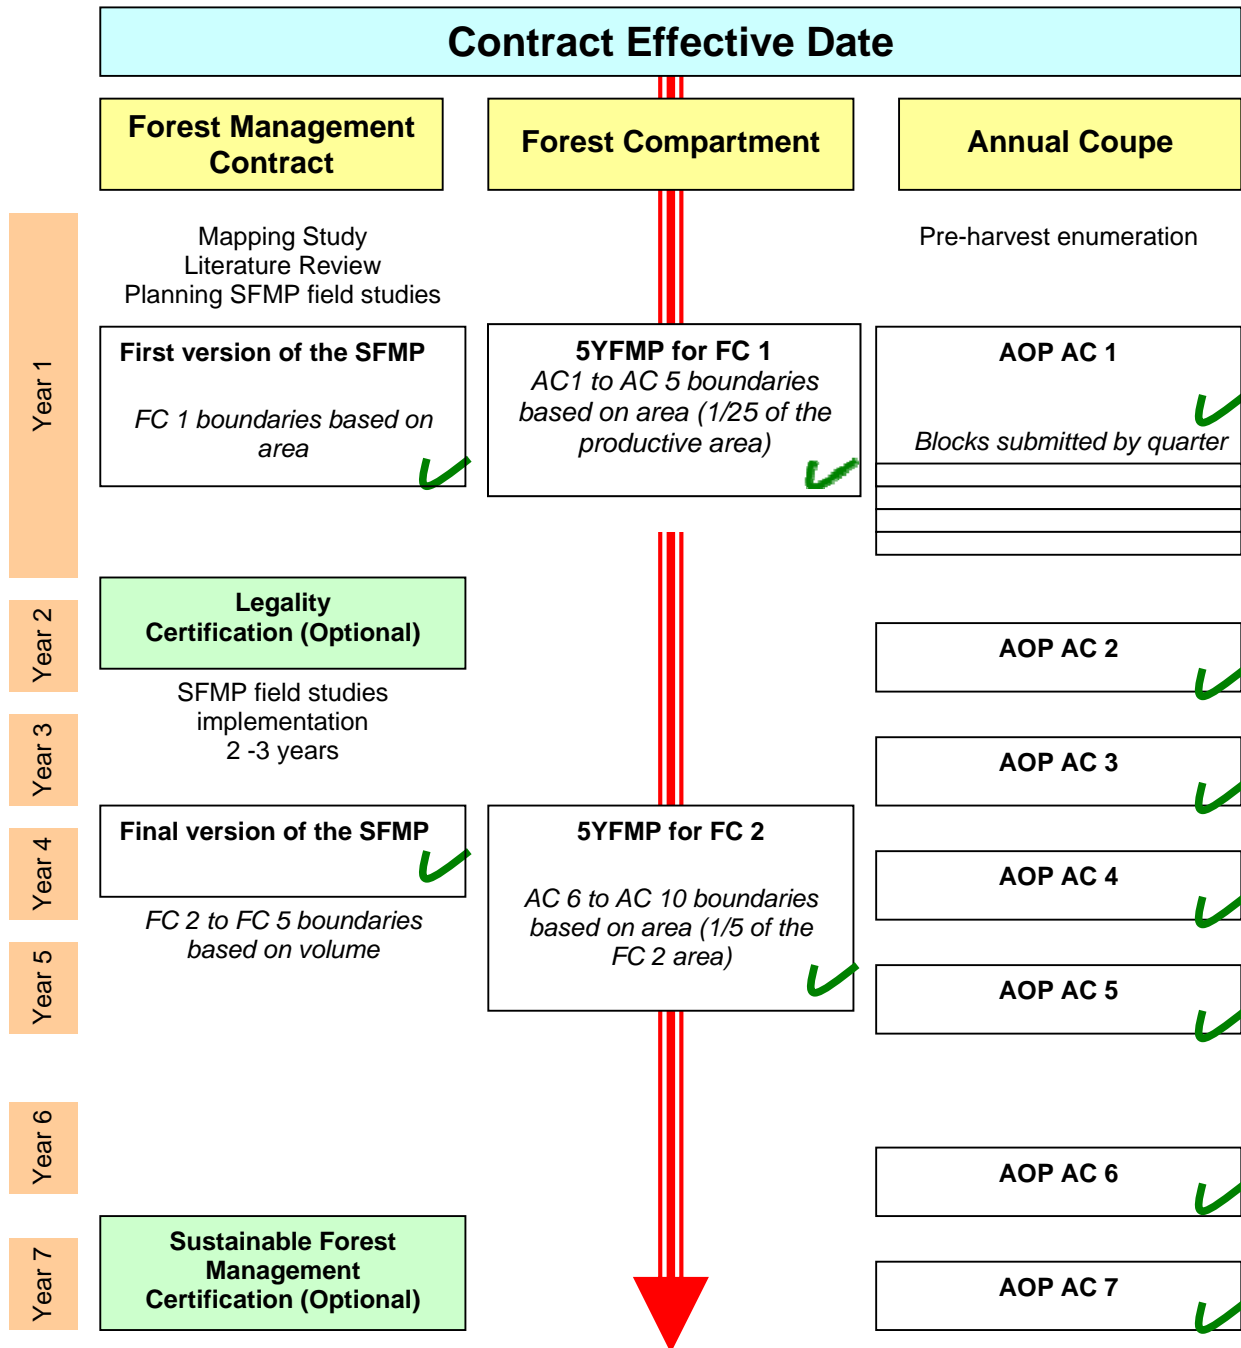 Contract Effective Date
Forest Management
Contract
Forest Compartment
Annual Coupe
Year 1
Mapping Study
Literature Review
Planning SFMP field studies
Pre-harvest enumeration
First version of the SFMP
FC 1 boundaries based on
area
5YFMP for FC 1
AC1 to AC 5 boundaries
based on area (1/25 of the
productive area)
AOP AC 1
Blocks submitted by quarter
Year 2
Legality
Certification (Optional)
AOP AC 2
SFMP field studies
implementation
2 -3 years
Year 3
AOP AC 3
Year 4
Final version of the SFMP
FC 2 to FC 5 boundaries
based on volume
5YFMP for FC 2
AC 6 to AC 10 boundaries
based on area (1/5 of the
FC 2 area)
AOP AC 4
Year 5
AOP AC 5
Year 6
AOP AC 6
Year 7
Sustainable Forest
Management
Certification (Optional)
AOP AC 7